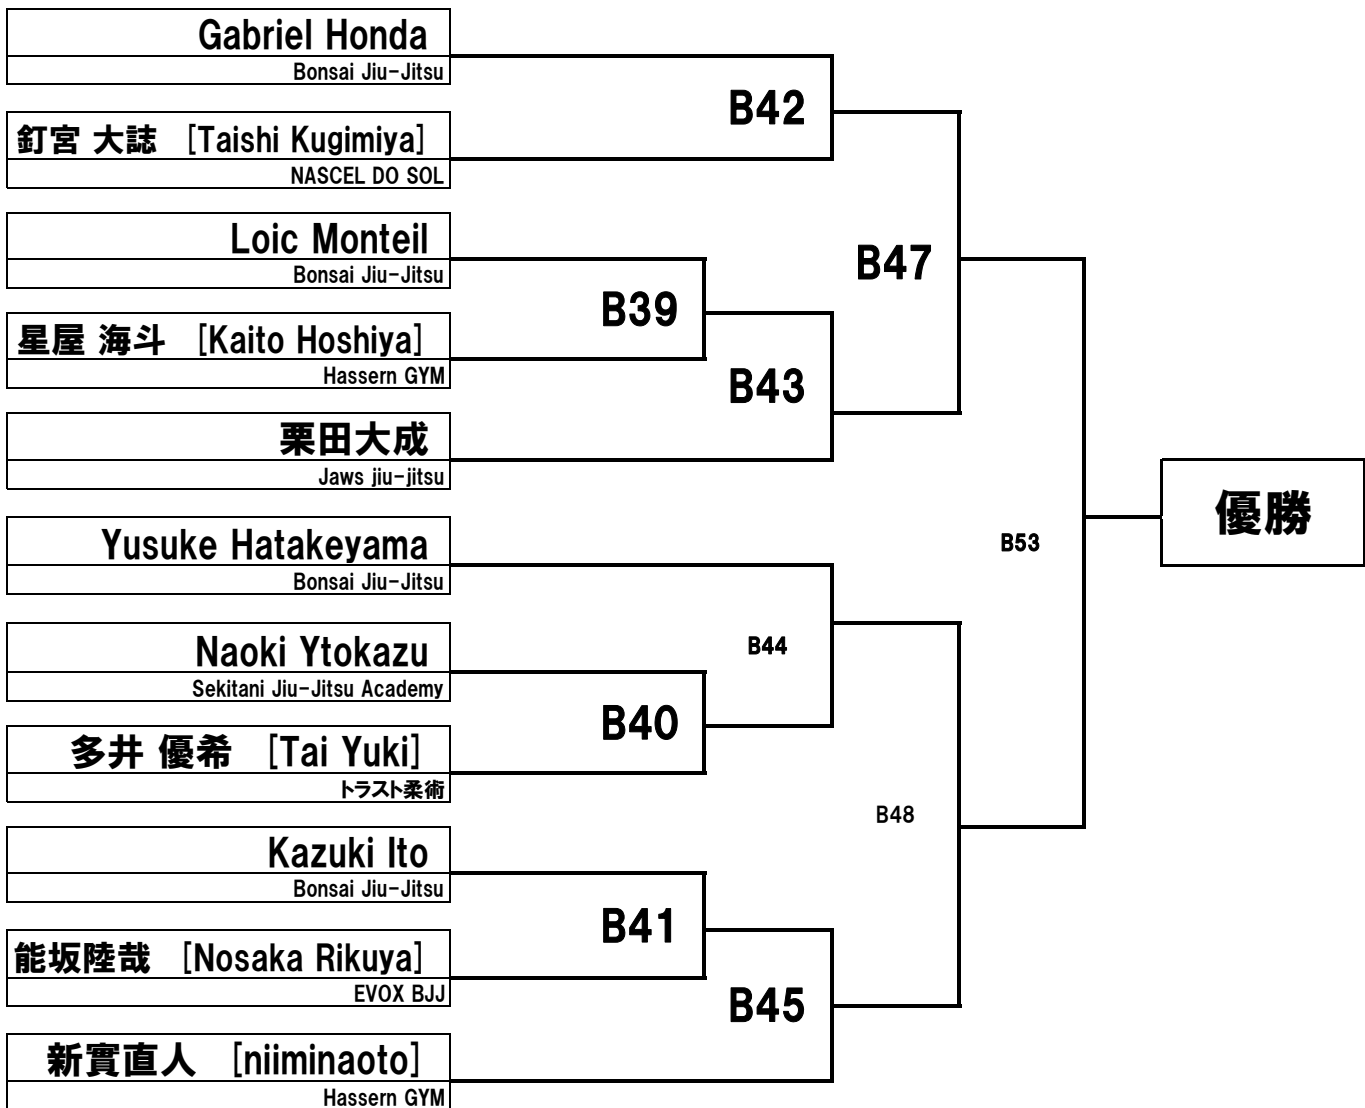 Gabriel Honda
Bonsai Jiu-Jitsu
B42
釘宮 大誌 [Taishi Kugimiya]
NASCEL DO SOL
Loic Monteil
Bonsai Jiu-Jitsu
B47
B39
星屋 海斗 [Kaito Hoshiya]
Hassern GYM
B43
栗田大成
Jaws jiu-jitsu
優勝
Yusuke Hatakeyama
B53
Bonsai Jiu-Jitsu
Naoki Ytokazu
B44
Sekitani Jiu-Jitsu Academy
B40
多井 優希 [Tai Yuki]
トラスト柔術
B48
Kazuki Ito
Bonsai Jiu-Jitsu
B41
能坂陸哉 [Nosaka Rikuya]
EVOX BJJ
B45
新實直人 [niiminaoto]
Hassern GYM